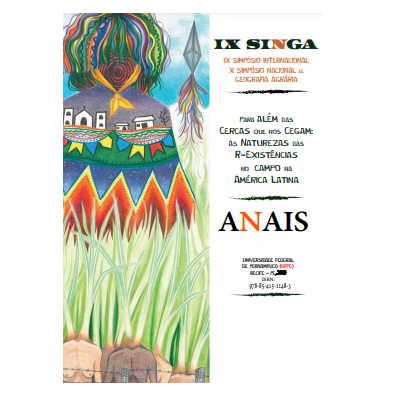 IX SINGA
IX SIMPÓSIO INTERNACIONAL
X SIMPÓSIO NACIONAL DE
GEOGRAFIA AGRÁRIA
PARA ALÉM DAS
CERCAS QUE NOS CEGAM:
AS NATUREZAS DAS
R-EXISTÊNCIAS
NO CAMPO NA
AMÉRICA LATINA
ANAIS
UNIVERSIDADE FEDERAL
DE PERNAMBUCO (UFPE)
RECIFE - PE,
ISBN:
978-85-415-1148-3